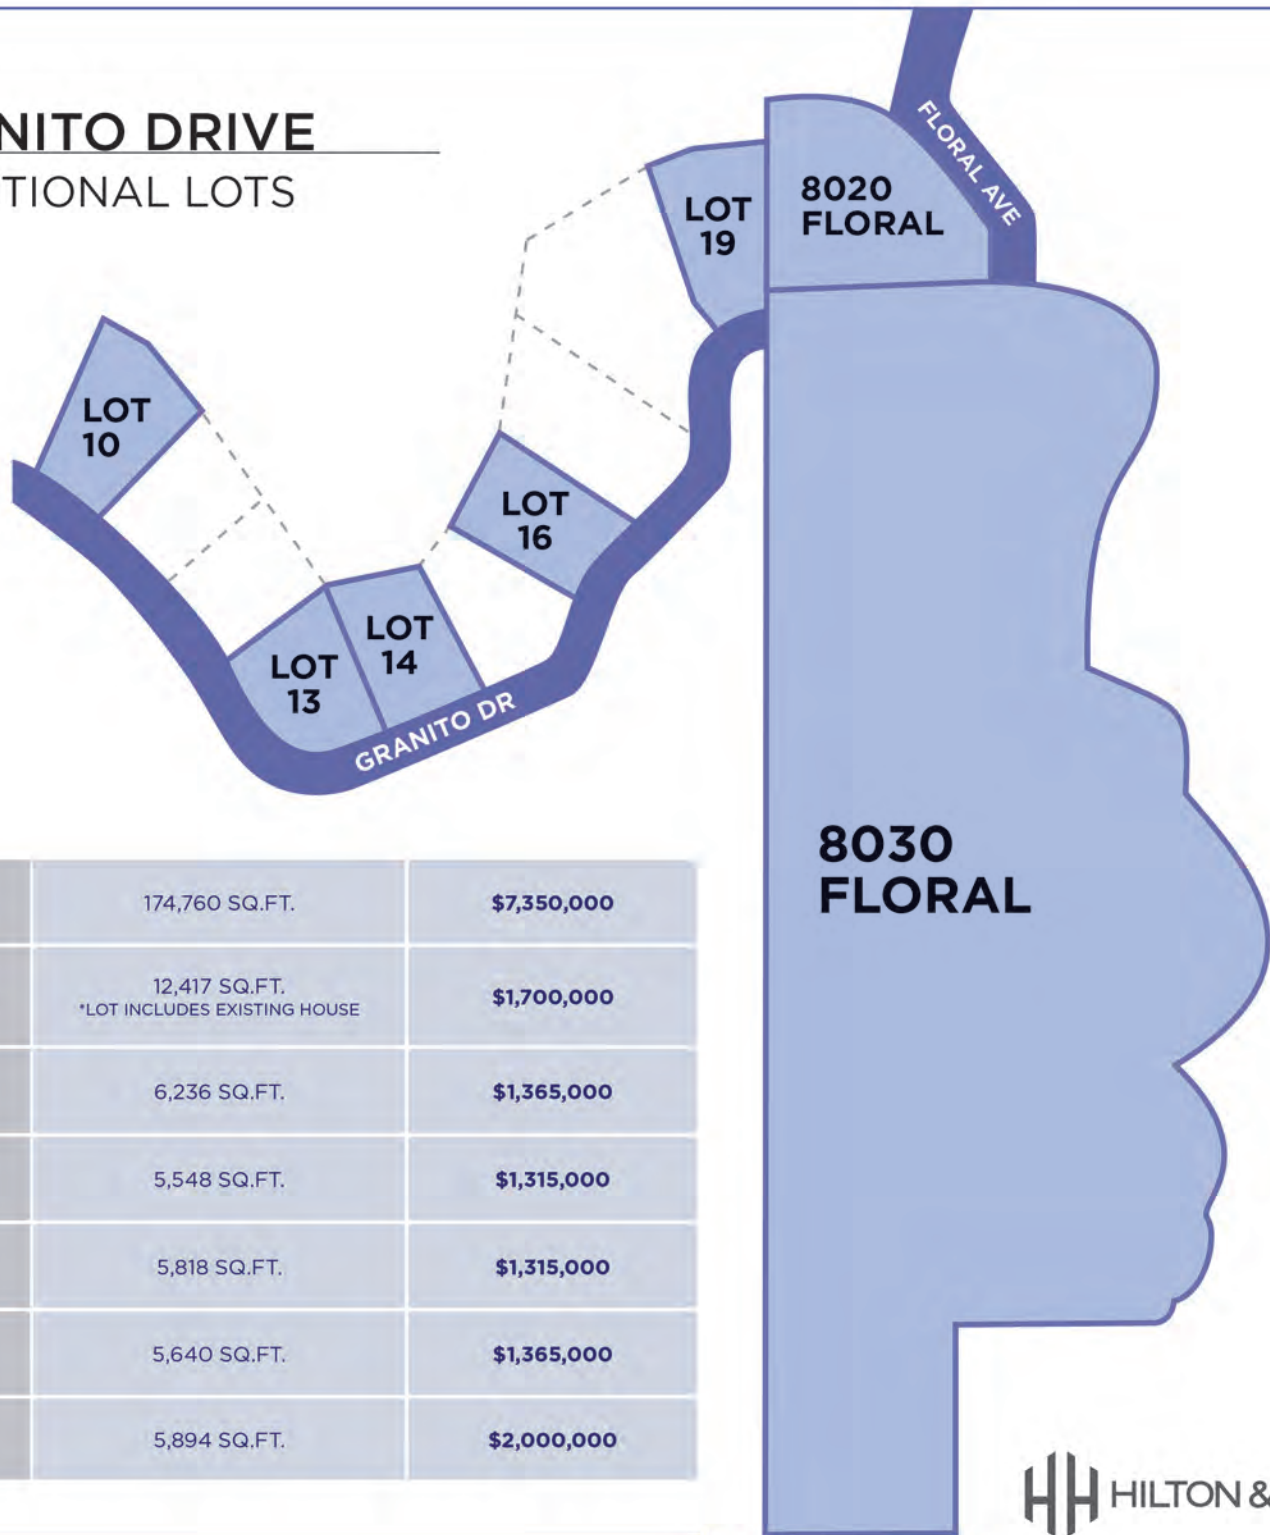 NITO DRIVE
TIONAL LOTS
FLORAL AVE
8020
FLORAL
LOT
19
LOT
10
LOT
16
LOT
14
LOT
13
GRANITO DR
8030
FLORAL
174,760 SQ.FT. $7,350,000
12,417 SQ.FT.
*LOT INCLUDES EXISTING HOUSE $1,700,000
6,236 SQ.FT. $1,365,000
5,548 SQ.FT. $1,315,000
5,818 SQ.FT. $1,315,000
5,640 SQ.FT. $1,365,000
5,894 SQ.FT. $2,000,000
HH HILTON &